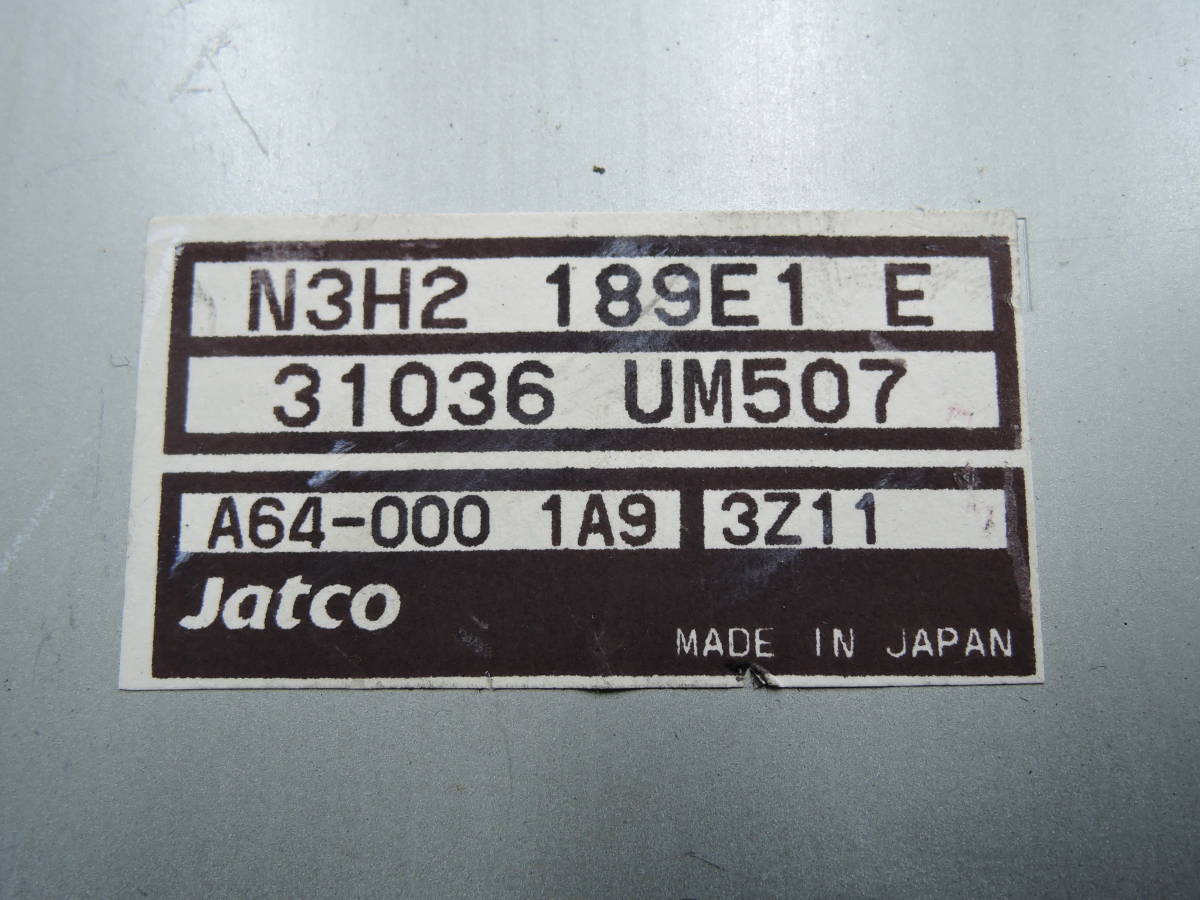 N3H2 189E1 E
31036 UM507
A64-000 1A9 3Z11
Jatco
MADE IN JAPAN